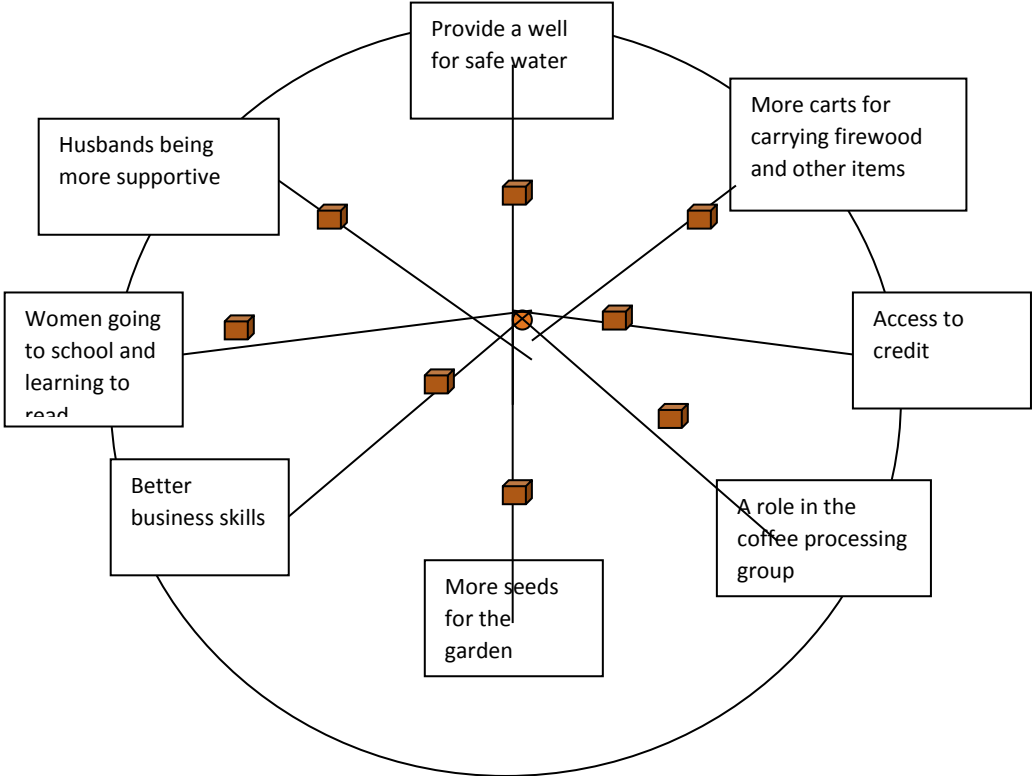 Provide a well
for safe water
More carts for
carrying firewood
and other items
Husbands being
more supportive
Women going
to school and
learning to
read
Access to
credit
Better
business skills
A role in the
coffee processing
group
More seeds
for the
garden